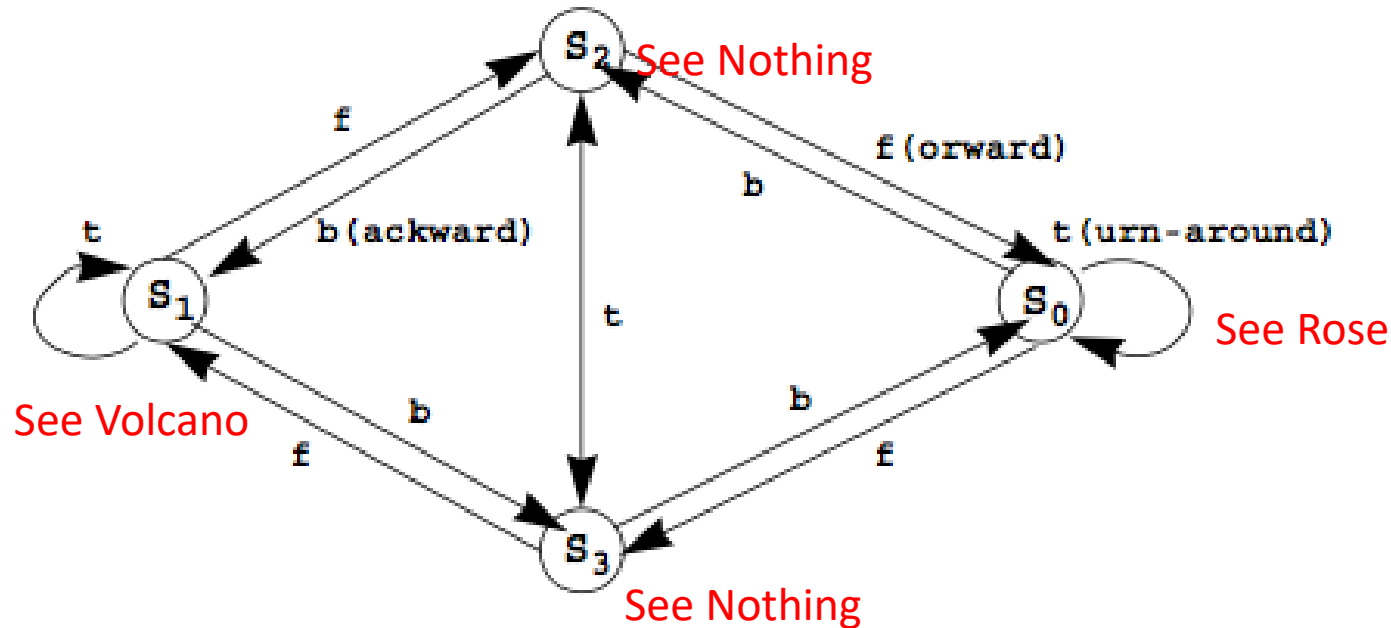 S2
See Nothing
f
f(orward)
b
b(ackward)
t
t(urn-around)
S1
t
S0
See Rose
See Volcano
b
f
b
f
S3
See Nothing